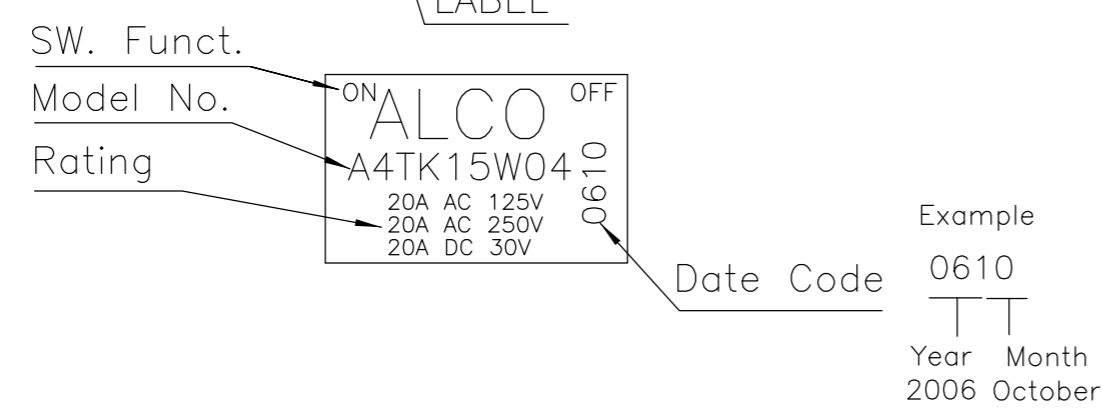 LABEL
SW. Funct.
Model No.
Rating
ON
OFF
ALCO
A4TK15W04
20A AC 125V
20A AC 250V
20A DC 30V
0610
Date Code
Example
0610
Year Month
2006 October